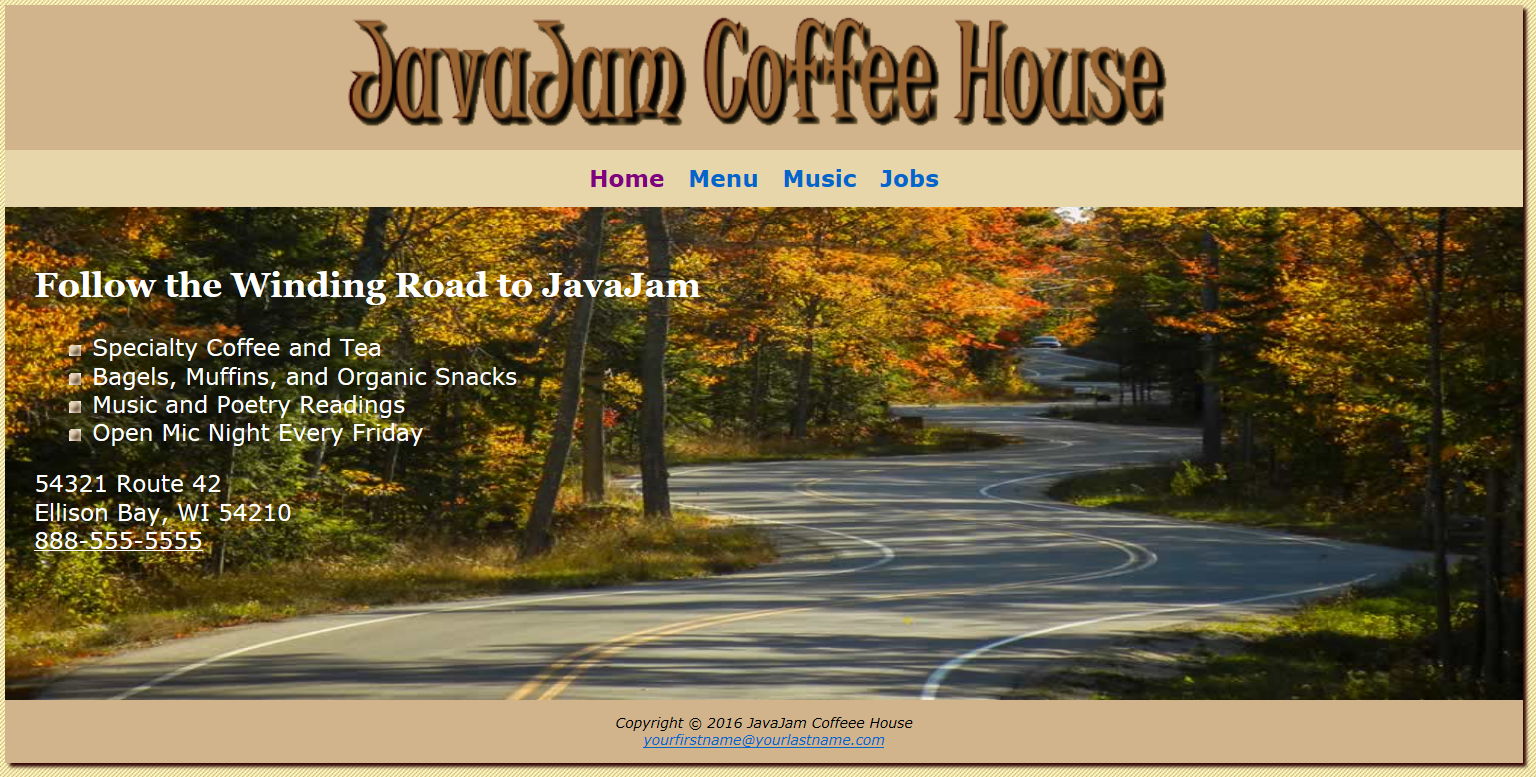 JavaJam Coffee House
Home Menu Music Jobs
Follow the Winding Road to JavaJam
Specialty Coffee and Tea
Bagels, Muffins, and Organic Snacks
Music and Poetry Readings
Open Mic Night Every Friday
54321 Route 42
Ellison Bay, WI 54210
888-555-5555
Copyright © 2016 JavaJam Coffeee House
yourfirstname@yourlastname.com